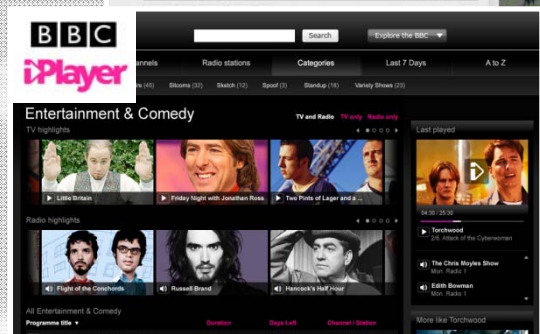 BBC
iPlayer
Search
Explore the BBC
Radio stations
Categories
Last 7 Days
A to Z
Sitcoms (32)
Sketch (12)
Spoof (3)
Standup (18)
Variety Shows (23)
Entertainment & Comedy
TV and Radio
TV only
Radio only
TV highlights
Little Britain
Friday Night with Jonathan Ross
Two Pints of Lager and a ...
Radio highlights
Flight of the Conchords
Russell Brand
Hancock's Half Hour
All Entertainment & Comedy
Programme title
Duration
Days Left
Channel / Station
Last played
04:30 / 25:30
Torchwood
2/6. Attack of the Cyberwomen
The Chris Moyles Show
Mon. Radio 1
Edith Bowman
Mon. Radio 1
More like Torchwood